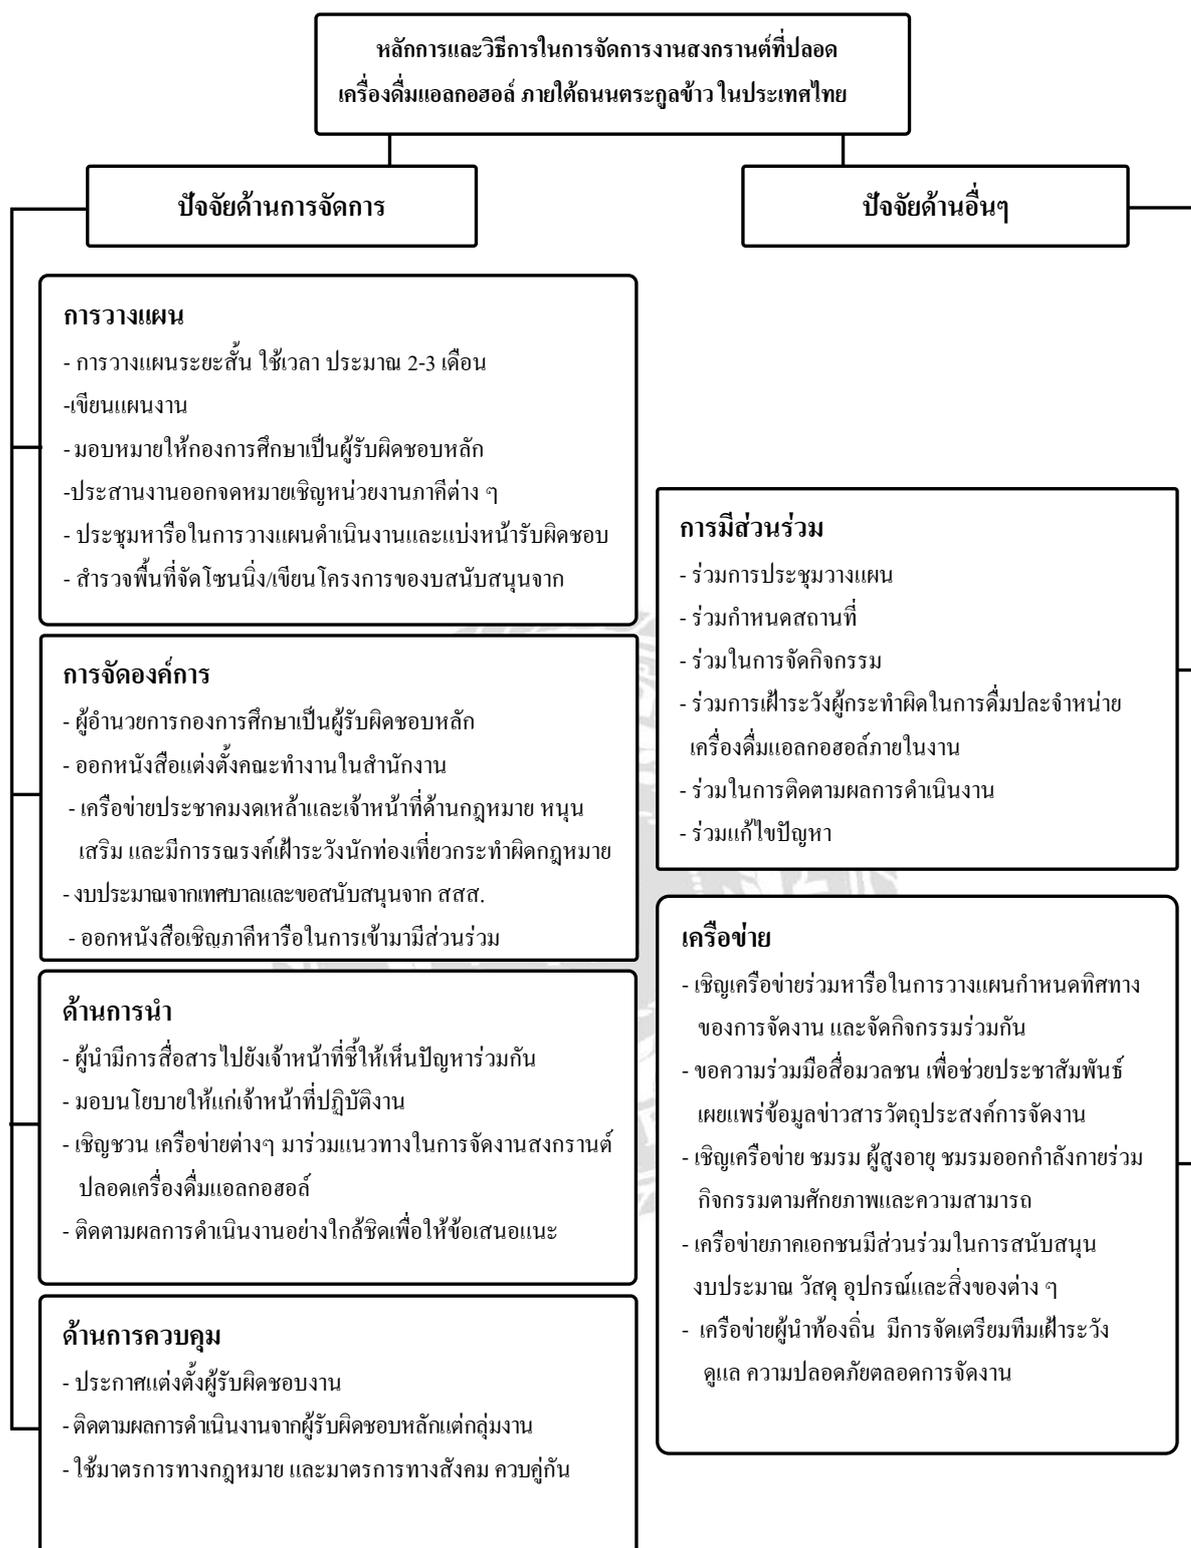 หลักการและวิธีการในการจัดการงานสงกรานต์ที่ปลอด
เครื่องดื่มแอลกอฮอล์ ภายใต้ถนนตระกูลข้าว ในประเทศไทย
ปัจจัยด้านการจัดการ
ปัจจัยด้านอื่นๆ
การวางแผน
- การวางแผนระยะสั้น ใช้เวลา ประมาณ 2-3 เดือน
-เขียนแผนงาน
- มอบหมายให้กองการศึกษาเป็นผู้รับผิดชอบหลัก
-ประสานงานออกจดหมายเชิญหน่วยงานภาคีต่าง ๆ
- ประชุมหารือในการวางแผนดำเนินงานและแบ่งหน้ารับผิดชอบ
- สำรวจพื้นที่จัดโซนนิ่ง/เขียนโครงการของบสนับสนุนจาก
การจัดองค์การ
- ผู้อำนวยการกองการศึกษาเป็นผู้รับผิดชอบหลัก
- ออกหนังสือแต่งตั้งคณะทำงานในสำนักงาน
- เครือข่ายประชาคมงดเหล้าและเจ้าหน้าที่ด้านกฎหมาย หนุน
เสริม และมีการรณรงค์เฝ้าระวังนักท่องเที่ยวกระทำผิดกฎหมาย
- งบประมาณจากเทศบาลและขอสนับสนุนจาก สสส.
- ออกหนังสือเชิญภาคีหารือในการเข้ามามีส่วนร่วม
ด้านการนำ
- ผู้นำมีการสื่อสารไปยังเจ้าหน้าที่ชี้ให้เห็นปัญหาร่วมกัน
- มอบนโยบายให้แก่เจ้าหน้าที่ปฏิบัติงาน
- เชิญชวน เครือข่ายต่างๆ มาร่วมแนวทางในการจัดงานสงกรานต์
ปลอดเครื่องดื่มแอลกอฮอล์
- ติดตามผลการดำเนินงานอย่างใกล้ชิดเพื่อให้ข้อเสนอแนะ
ด้านการควบคุม
- ประกาศแต่งตั้งผู้รับผิดชอบงาน
- ติดตามผลการดำเนินงานจากผู้รับผิดชอบหลักแต่กลุ่มงาน
- ใช้มาตรการทางกฎหมาย และมาตรการทางสังคม ควบคู่กัน
การมีส่วนร่วม
- ร่วมการประชุมวางแผน
- ร่วมกำหนดสถานที่
- ร่วมในการจัดกิจกรรม
- ร่วมการเฝ้าระวังผู้กระทำผิดในการดื่มปละจำหน่าย
เครื่องดื่มแอลกอฮอล์ภายในงาน
- ร่วมในการติดตามผลการดำเนินงาน
- ร่วมแก้ไขปัญหา
เครือข่าย
- เชิญเครือข่ายร่วมหารือในการวางแผนกำหนดทิศทาง
ของการจัดงาน และจัดกิจกรรมร่วมกัน
- ขอความร่วมมือสื่อมวลชน เพื่อช่วยประชาสัมพันธ์
เผยแพร่ข้อมูลข่าวสารวัตถุประสงค์การจัดงาน
- เชิญเครือข่าย ชมรม ผู้สูงอายุ ชมรมออกกำลังกายร่วม
กิจกรรมตามศักยภาพและความสามารถ
- เครือข่ายภาคเอกชนมีส่วนร่วมในการสนับสนุน
งบประมาณ วัสดุ อุปกรณ์และสิ่งของต่าง ๆ
- เครือข่ายผู้นำท้องถิ่น มีการจัดเตรียมทีมเฝ้าระวัง
ดูแล ความปลอดภัยตลอดการจัดงาน